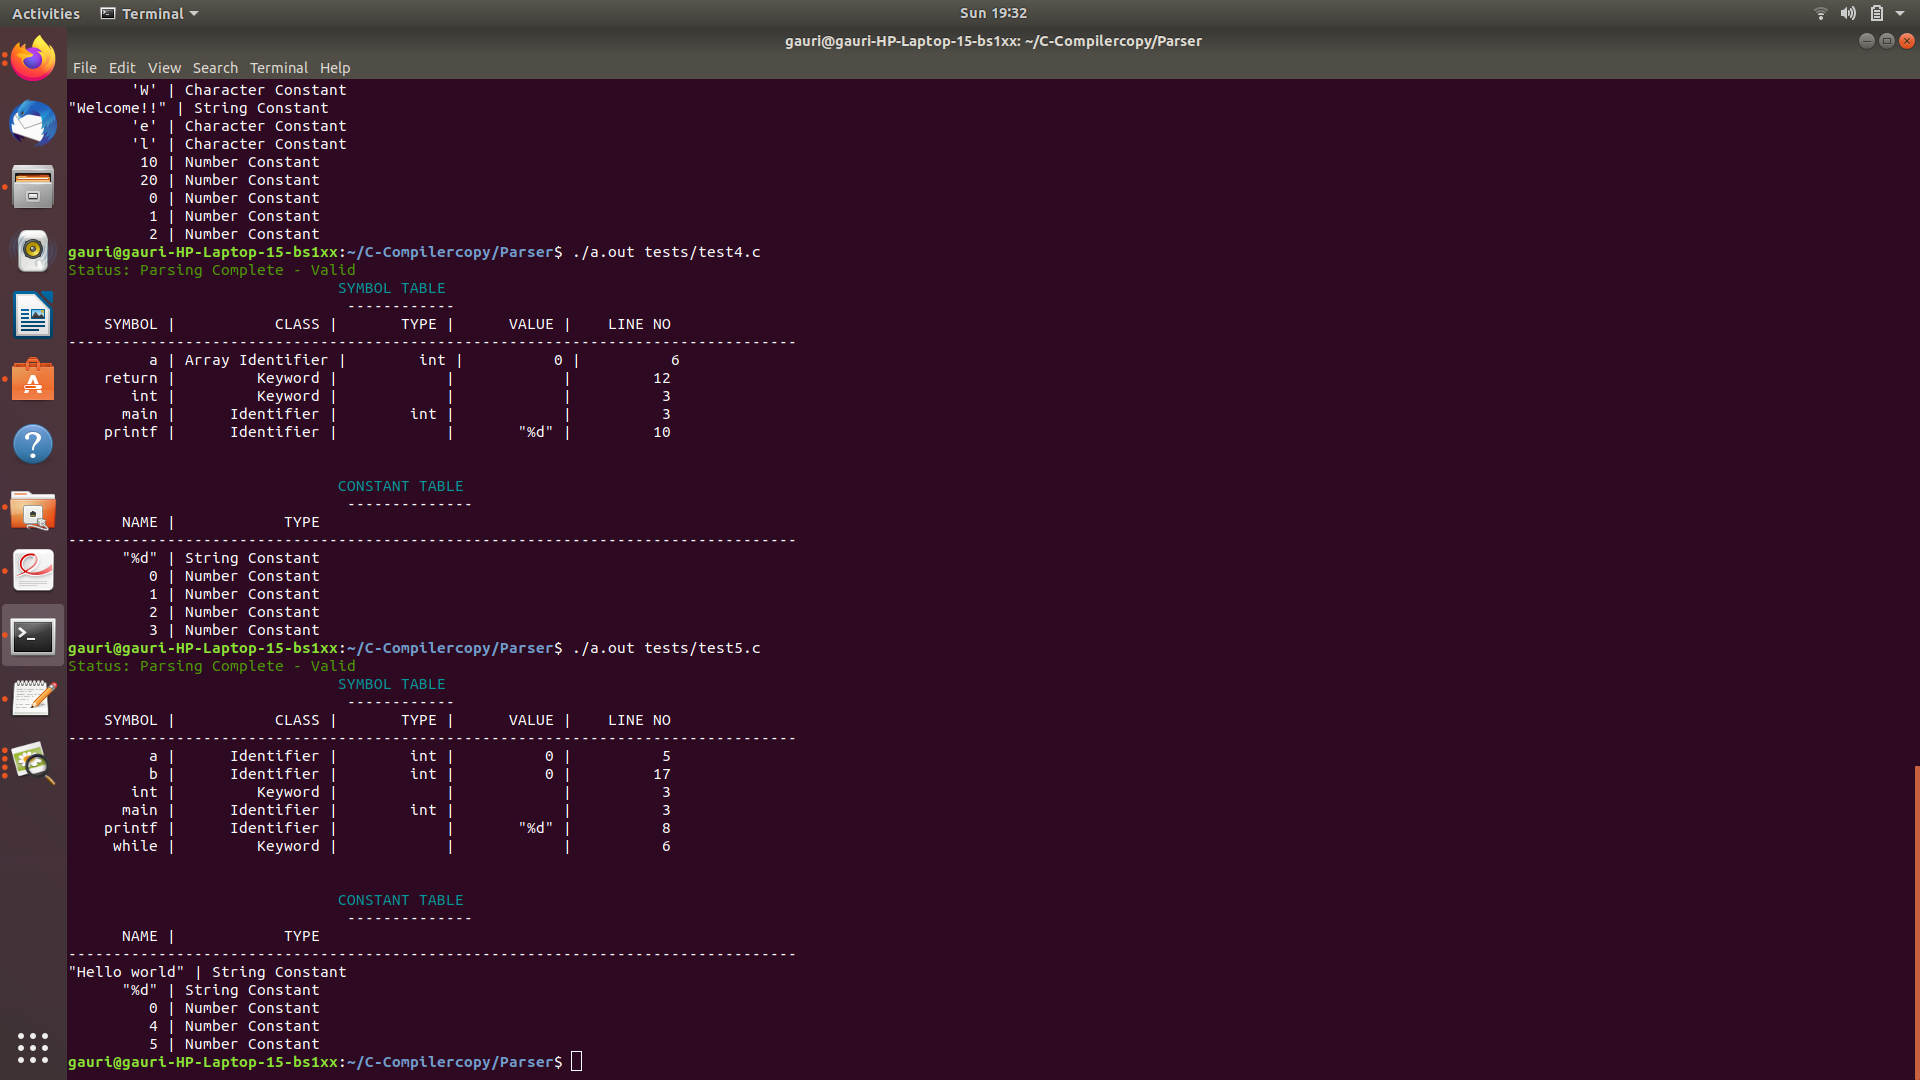 Activities Terminal Sun 19:32
gauri@gauri-HP-Laptop-15-bs1xx: ~/C-Compilercopy/Parser
File Edit View Search Terminal Help
'W' | Character Constant
"Welcome!!" | String Constant
'e' | Character Constant
'l' | Character Constant
10 | Number Constant
20 | Number Constant
0 | Number Constant
1 | Number Constant
2 | Number Constant
gauri@gauri-HP-Laptop-15-bs1xx:~/C-Compilercopy/Parser$ ./a.out tests/test4.c
Status: Parsing Complete - Valid
SYMBOL TABLE
------------
SYMBOL | CLASS | TYPE | VALUE | LINE NO
---------------------------------------------------------------------------------
a | Array Identifier | int | 0 | 6
return | Keyword | | | 12
int | Keyword | | | 3
main | Identifier | int | | 3
printf | Identifier | | "%d" | 10
CONSTANT TABLE
--------------
NAME | TYPE
---------------------------------------------------------------------------------
"%d" | String Constant
0 | Number Constant
1 | Number Constant
2 | Number Constant
3 | Number Constant
gauri@gauri-HP-Laptop-15-bs1xx:~/C-Compilercopy/Parser$ ./a.out tests/test5.c
Status: Parsing Complete - Valid
SYMBOL TABLE
------------
SYMBOL | CLASS | TYPE | VALUE | LINE NO
---------------------------------------------------------------------------------
a | Identifier | int | 0 | 5
b | Identifier | int | 0 | 17
int | Keyword | | | 3
main | Identifier | int | | 3
printf | Identifier | | "%d" | 8
while | Keyword | | | 6
CONSTANT TABLE
--------------
NAME | TYPE
---------------------------------------------------------------------------------
"Hello world" | String Constant
"%d" | String Constant
0 | Number Constant
4 | Number Constant
5 | Number Constant
gauri@gauri-HP-Laptop-15-bs1xx:~/C-Compilercopy/Parser$